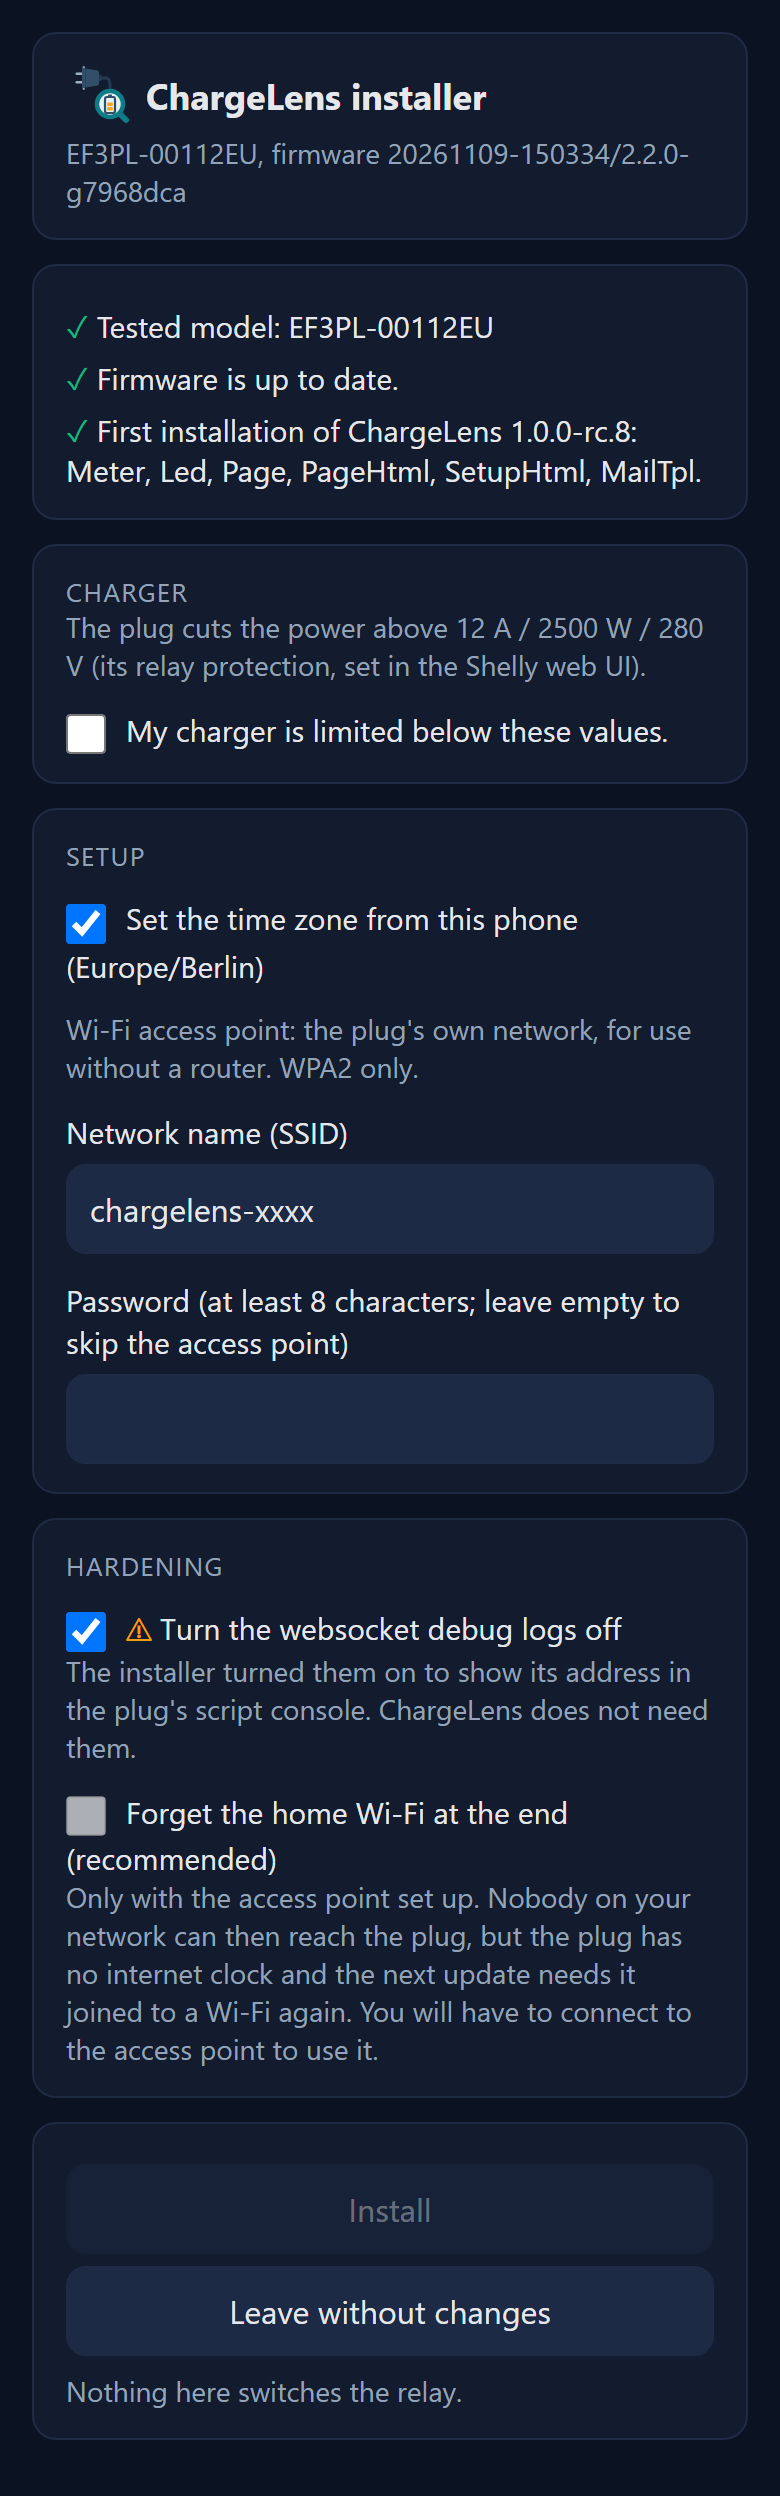 ChargeLens installer
EF3PL-00112EU, firmware 20261109-150334/2.2.0-
g7968dca
✓ Tested model: EF3PL-00112EU
✓ Firmware is up to date.
✓ First installation of ChargeLens 1.0.0-rc.8:
Meter, Led, Page, PageHtml, SetupHtml, MailTpl.
CHARGER
The plug cuts the power above 12 A / 2500 W / 280
V (its relay protection, set in the Shelly web UI).
My charger is limited below these values.
SETUP
Set the time zone from this phone
(Europe/Berlin)
Wi-Fi access point: the plug's own network, for use
without a router. WPA2 only.
Network name (SSID)
chargelens-xxxx
Password (at least 8 characters; leave empty to
skip the access point)
HARDENING
⚠ Turn the websocket debug logs off
The installer turned them on to show its address in
the plug's script console. ChargeLens does not need
them.
Forget the home Wi-Fi at the end
(recommended)
Only with the access point set up. Nobody on your
network can then reach the plug, but the plug has
no internet clock and the next update needs it
joined to a Wi-Fi again. You will have to connect to
the access point to use it.
Install
Leave without changes
Nothing here switches the relay.